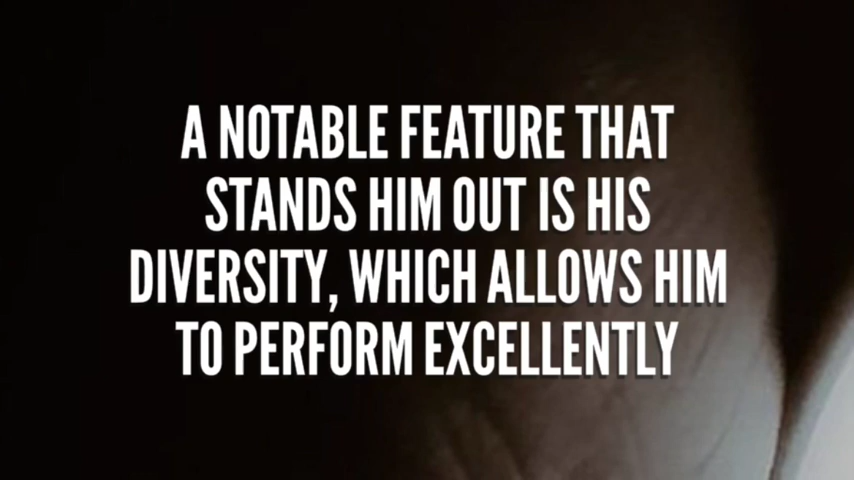 A NOTABLE FEATURE THAT
STANDS HIM OUT IS HIS
DIVERSITY, WHICH ALLOWS HIM
TO PERFORM EXCELLENTLY